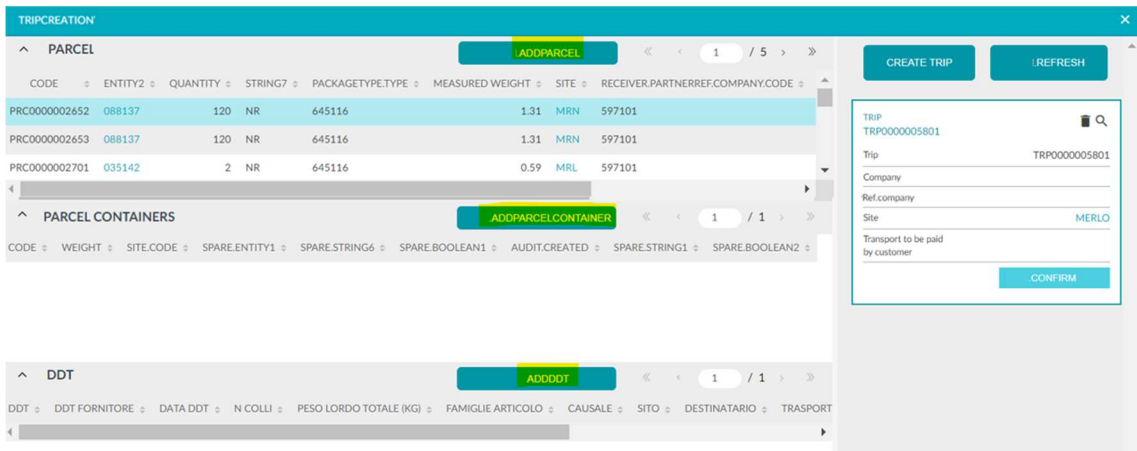 TRIPCREATION'
PARCEL
.ADDPARCEL
1 / 5
CODE ENTITY2 QUANTITY STRING7 PACKAGETYPE.TYPE MEASURED WEIGHT SITE RECEIVER.PARTNERREF.COMPANY.CODE
PRC0000002652 088137 120 NR 645116 1.31 MRN 597101
PRC0000002653 088137 120 NR 645116 1.31 MRN 597101
PRC0000002701 035142 2 NR 645116 0.59 MRL 597101
PARCEL CONTAINERS
.ADDPARCELCONTAINER
1 / 1
CODE WEIGHT SITE.CODE SPARE.ENTITY1 SPARE.STRING6 SPARE.BOOLEAN1 AUDIT.CREATED SPARE.STRING1 SPARE.BOOLEAN2
DDT
ADDDDT
1 / 1
DDT DDT FORNITORE DATA DDT N COLLI PESO LORDO TOTALE (KG) FAMIGLIE ARTICOLO CAUSALE SITO DESTINATARIO TRASPORT
CREATE TRIP
.REFRESH
TRIP
TRP0000005801
Trip TRP0000005801
Company
Ref.company
Site MERLO
Transport to be paid
by customer
CONFIRM